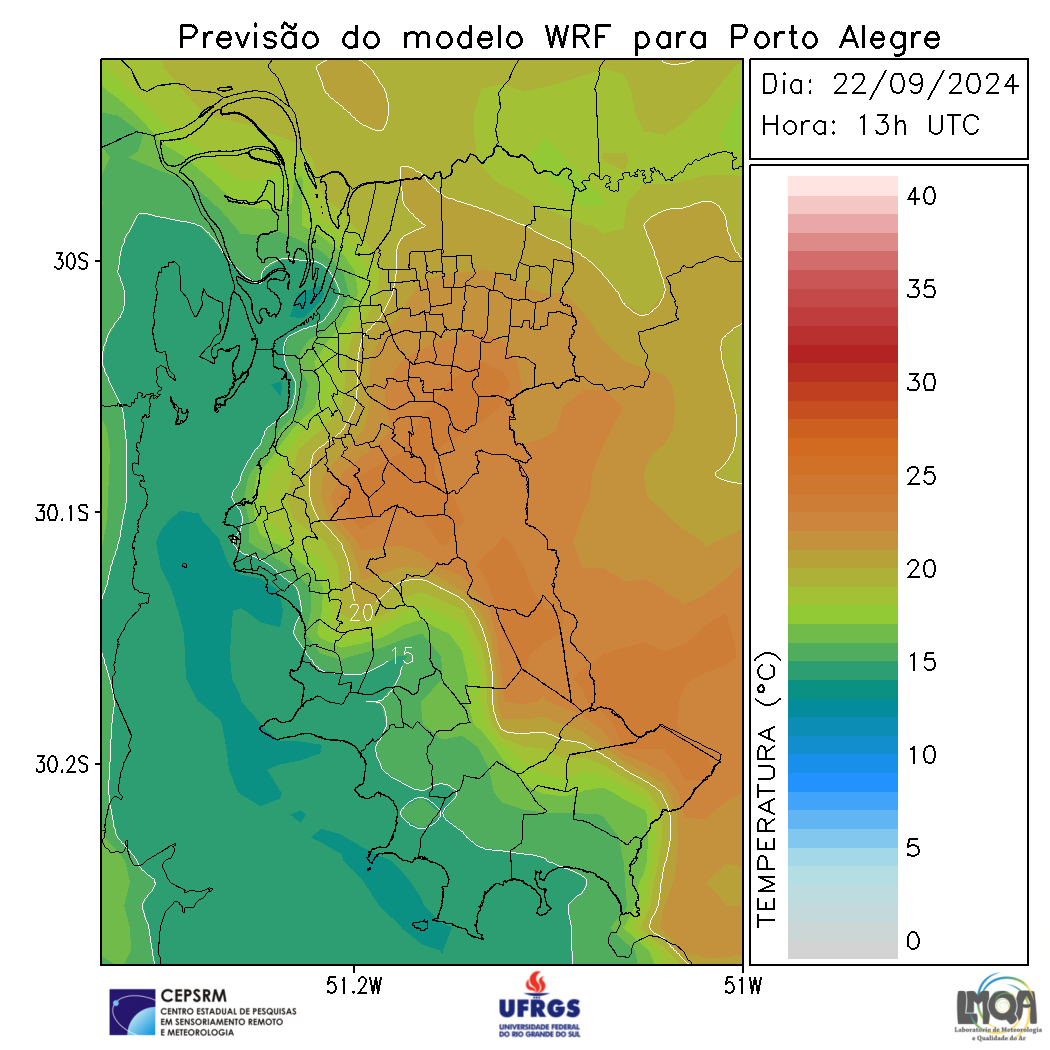 Previsão do modelo WRF para Porto Alegre
Dia: 22/09/2024
Hora: 13h UTC
30S
30.1S
30.2S
51.2W
51W
20
15
TEMPERATURA (°C)
40
35
30
25
20
15
10
5
0
CEPSRM
CENTRO ESTADUAL DE PESQUISAS
EM SENSORIAMENTO REMOTO
E METEOROLOGIA
UFRGS
UNIVERSIDADE FEDERAL
DO RIO GRANDE DO SUL
LMQA
Laboratório de Meteorologia
e Qualidade do Ar